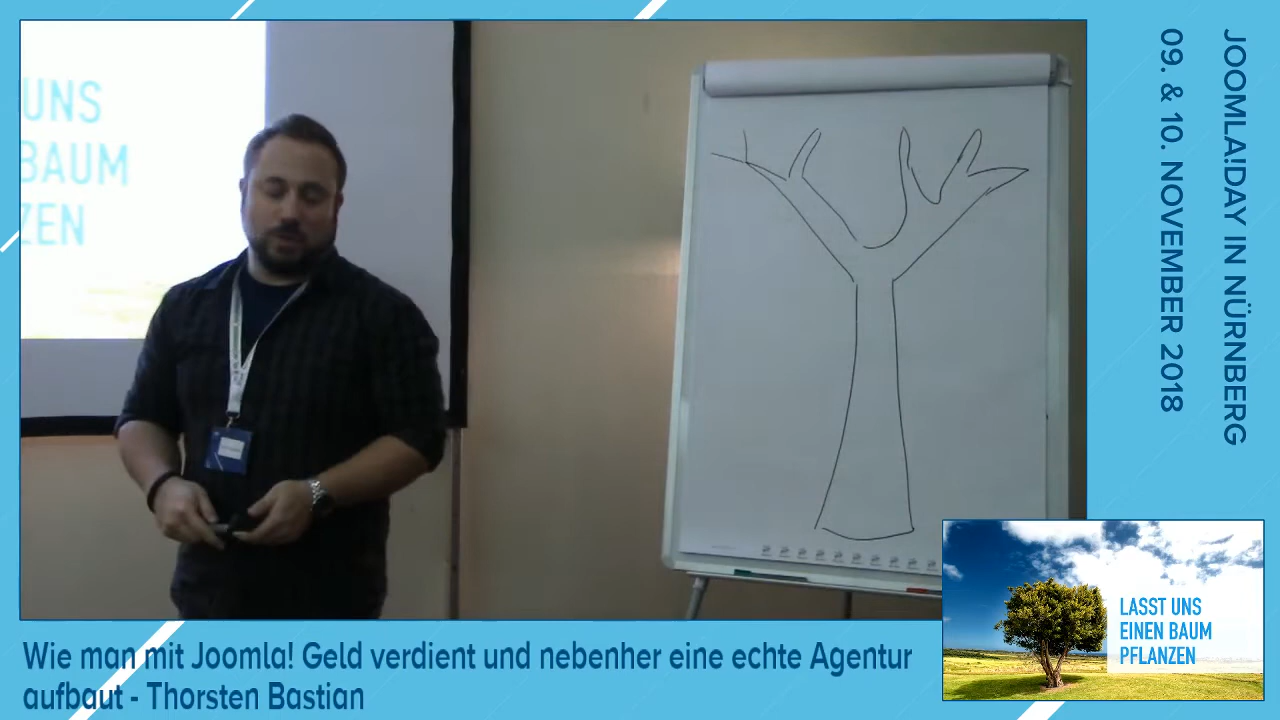 UNS
BAUM
ZEN
JOOMLA!DAY IN NÜRNBERG
09. & 10. NOVEMBER 2018
LASST UNS
EINEN BAUM
PFLANZEN
Wie man mit Joomla! Geld verdient und nebenher eine echte Agentur
aufbaut - Thorsten Bastian